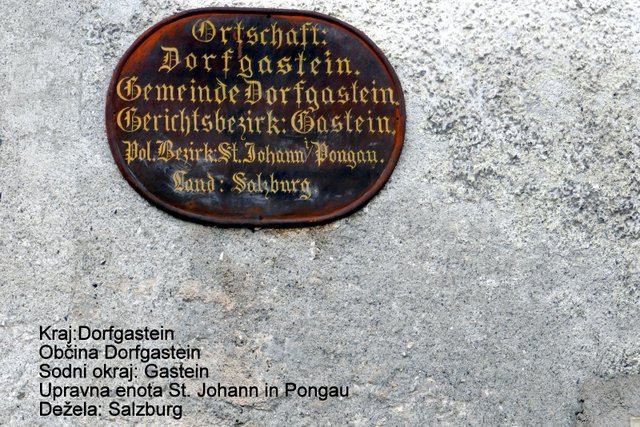 Ortschaft:
Dorfgastein.
Gemeinde Dorfgastein.
Gerichtsbezirk: Gastein.
Pol. Bezirk: St. Johann i/Pongau.
Land: Salzburg.
Kraj:Dorfgastein
Občina Dorfgastein
Sodni okraj: Gastein
Upravna enota St. Johann in Pongau
Dežela: Salzburg